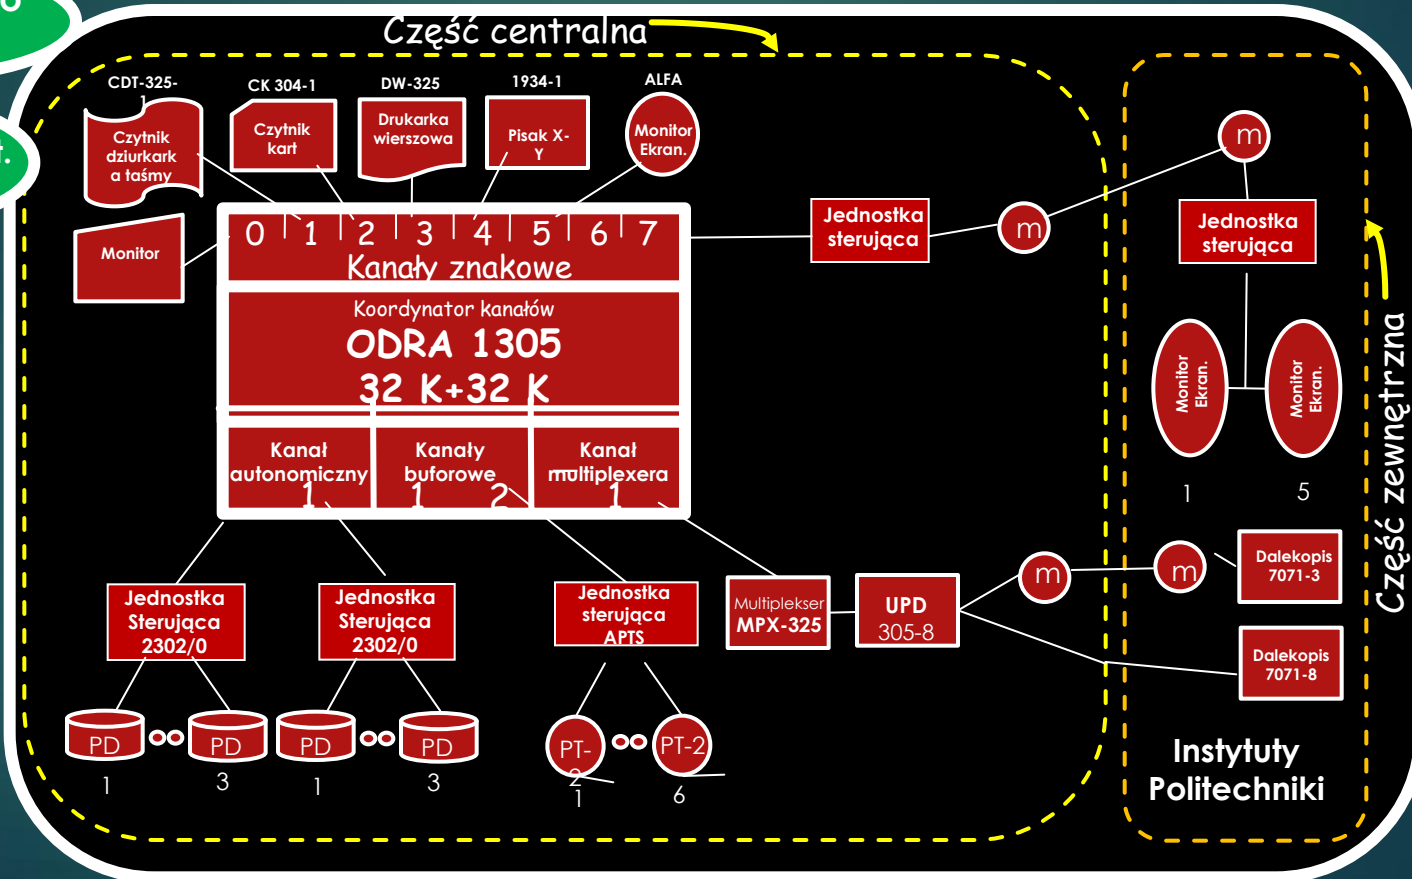 Część centralna
CDT-325-
1
CK 304-1
DW-325
1934-1
ALFA
Czytnik
dziurkark
a taśmy
Czytnik
kart
Drukarka
wierszowa
Pisak X-
Y
Monitor
Ekran.
Monitor
0 1 2 3 4 5 6 7
Kanały znakowe
Koordynator kanałów
ODRA 1305
32 K+32 K
Kanał
autonomiczny
1
Kanały
buforowe
1 2
Kanał
multiplexera
1
Jednostka
sterująca
m
m
Jednostka
sterująca
Monitor
Ekran.
Monitor
Ekran.
1
5
Część zewnętrzna
Jednostka
Sterująca
2302/0
Jednostka
Sterująca
2302/0
Jednostka
sterująca
APTS
Multiplekser
MPX-325
UPD
305-8
m
m
Dalekopis
7071-3
Dalekopis
7071-8
PD
PD
PD
PD
PT-
2
PT-2
1
3
1
3
1
6
Instytuty
Politechniki